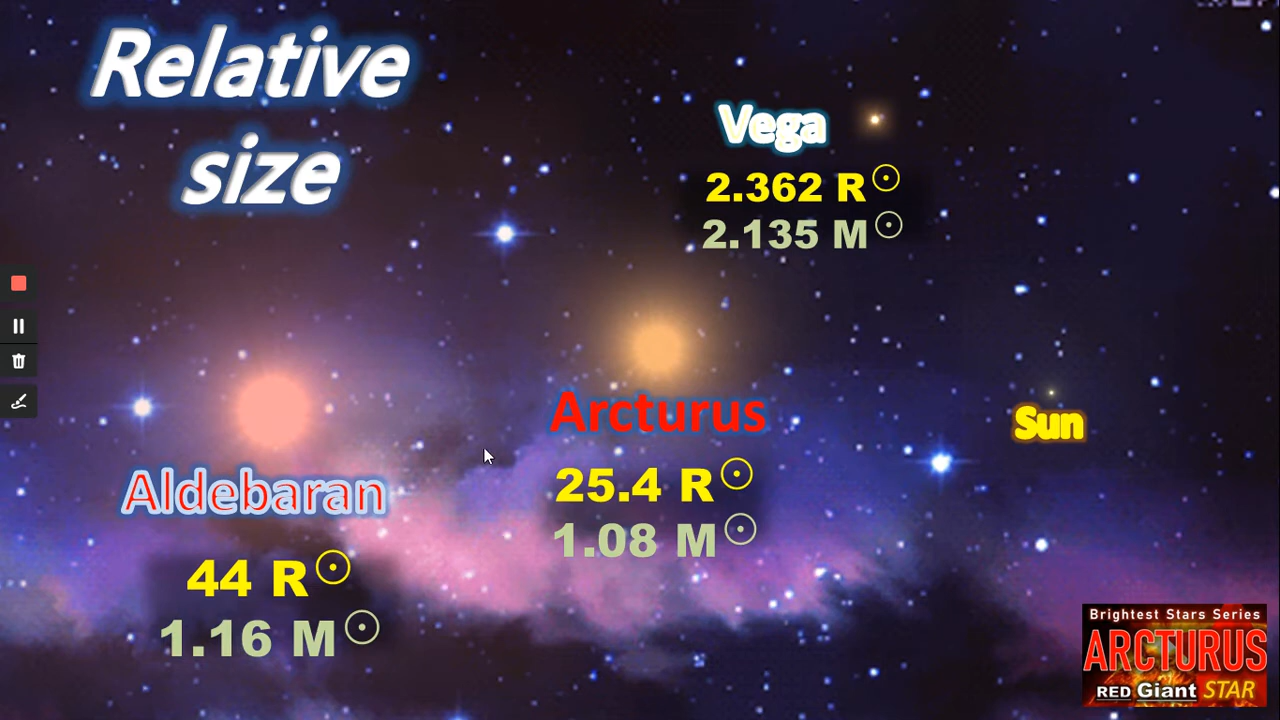 Relative
size
Vega
2.362 R☉
2.135 M☉
Arcturus
25.4 R☉
1.08 M☉
Sun
Aldebaran
44 R☉
1.16 M☉
Brightest Stars Series
ARCTURUS
RED Giant STAR